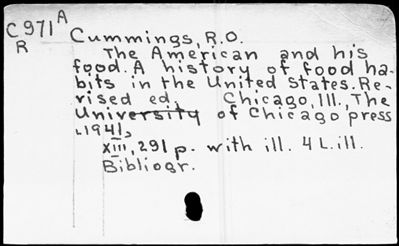 C971A
R
Cummings, R.O.
The American and his
food. A history of food ha-
bits in the United States. Re-
vised ed. Chicago, Ill., The
University of Chicago press
[1941]
XIII, 291 p. with ill. 4 L. ill.
Bibliogr.